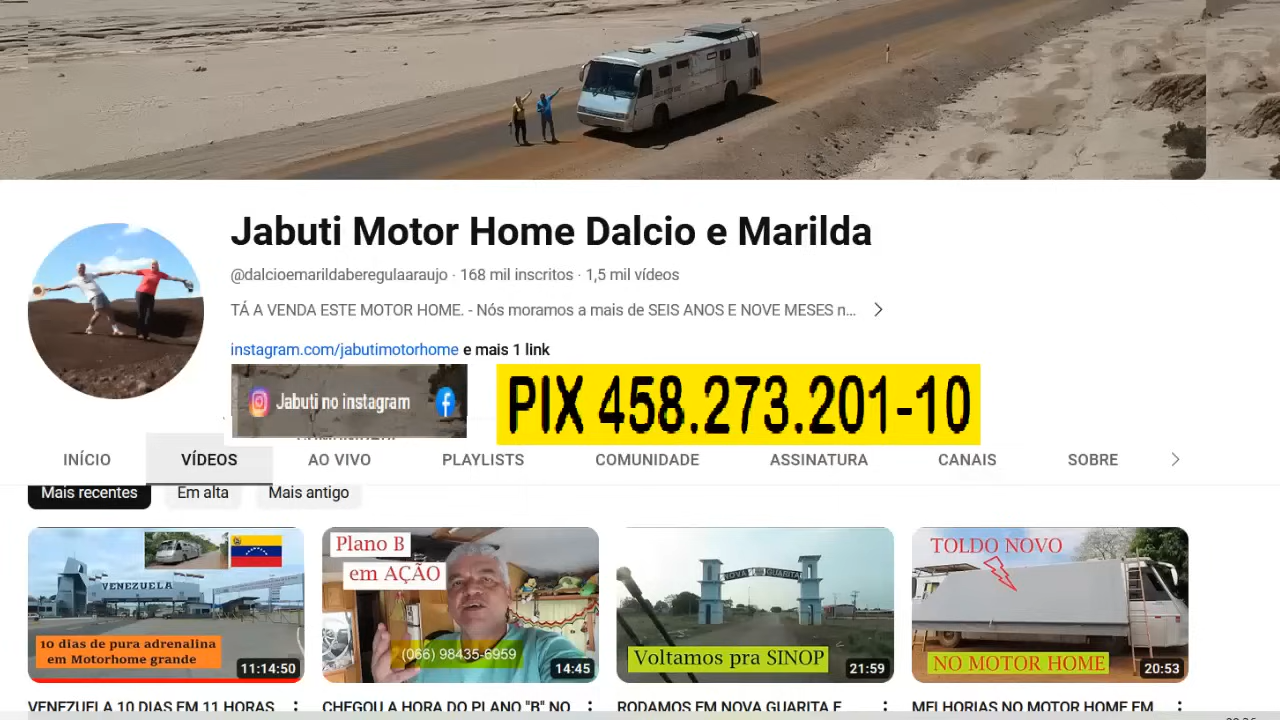 Jabuti Motor Home Dalcio e Marilda
@dalcioemarildaberegulaaraujo · 168 mil inscritos · 1,5 mil vídeos
TÁ A VENDA ESTE MOTOR HOME. - Nós moramos a mais de SEIS ANOS E NOVE MESES n...
instagram.com/jabutimotorhome e mais 1 link
Jabuti no instagram
PIX 458.273.201-10
INÍCIO VÍDEOS AO VIVO PLAYLISTS COMUNIDADE ASSINATURA CANAIS SOBRE
Mais recentes Em alta Mais antigo
VENEZUELA
10 dias de pura adrenalina
em Motorhome grande
11:14:50
Plano B
em AÇÃO
(066) 98435-6959
14:45
NOVA GUARITA
Voltamos pra SINOP
21:59
TOLDO NOVO
NO MOTOR HOME
20:53
VENEZUELA 10 DIAS EM 11 HORAS
CHEGOU A HORA DO PLANO "B" NO
RODAMOS EM NOVA GUARITA E
MELHORIAS NO MOTOR HOME EM